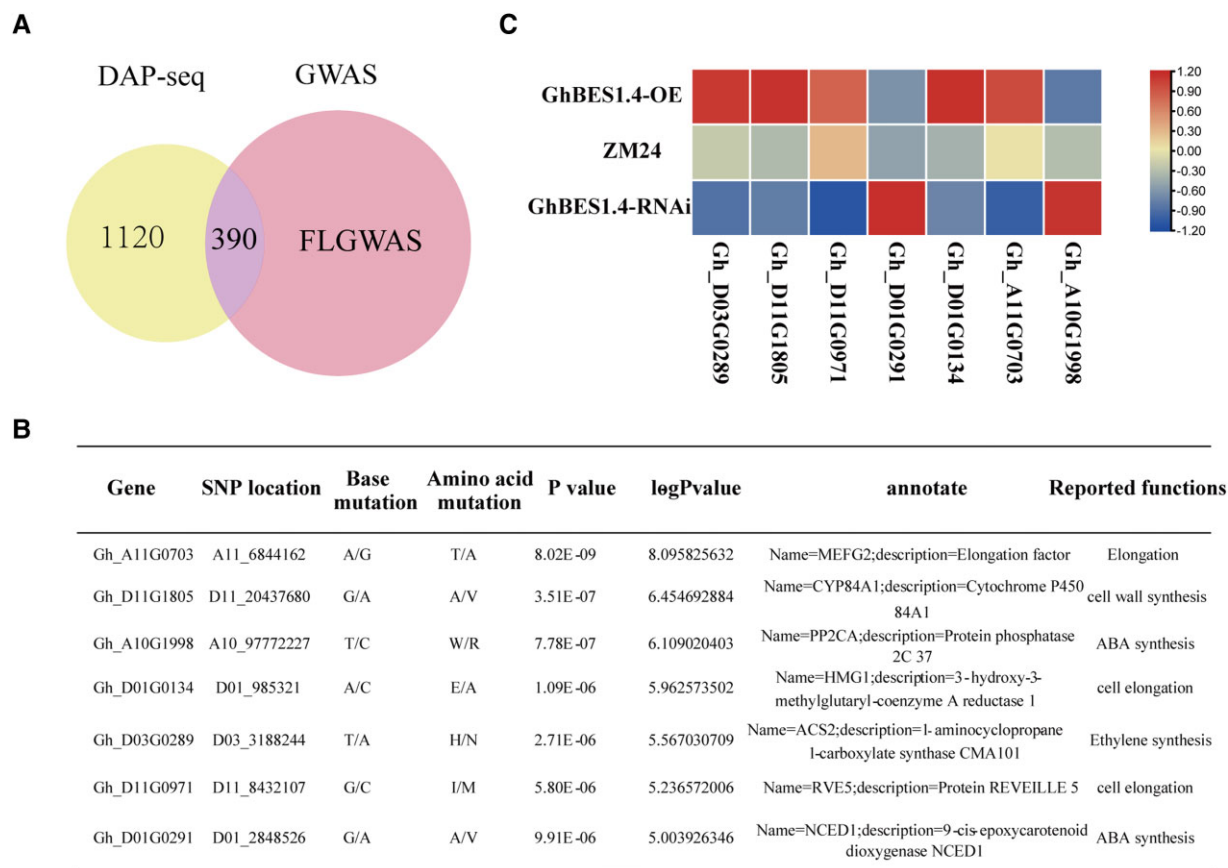 A
DAP-seq
GWAS
1120
390
FLGWAS
C
GhBES1.4-OE
ZM24
GhBES1.4-RNAi
1.20
0.90
0.60
0.30
0.00
-0.30
-0.60
-0.90
-1.20
Gh_D03G0289
Gh_D11G1805
Gh_D11G0971
Gh_D01G0291
Gh_D01G0134
Gh_A11G0703
Gh_A10G1998
B
Gene SNP location Base mutation Amino acid mutation P value logPvalue annotate Reported functions
Gh_A11G0703 A11_6844162 A/G T/A 8.02E-09 8.095825632 Name=MEFG2;description=Elongation factor Elongation
Gh_D11G1805 D11_20437680 G/A A/V 3.51E-07 6.454692884 Name=CYP84A1;description=Cytochrome P450 84A1 cell wall synthesis
Gh_A10G1998 A10_97772227 T/C W/R 7.78E-07 6.109020403 Name=PP2CA;description=Protein phosphatase 2C 37 ABA synthesis
Gh_D01G0134 D01_985321 A/C E/A 1.09E-06 5.962573502 Name=HMG1;description=3-hydroxy-3-methylglutaryl-coenzyme A reductase 1 cell elongation
Gh_D03G0289 D03_3188244 T/A H/N 2.71E-06 5.567030709 Name=ACS2;description=1-aminocyclopropane 1-carboxylate synthase CMA101 Ethylene synthesis
Gh_D11G0971 D11_8432107 G/C I/M 5.80E-06 5.236572006 Name=RVE5;description=Protein REVEILLE 5 cell elongation
Gh_D01G0291 D01_2848526 G/A A/V 9.91E-06 5.003926346 Name=NCED1;description=9-cis-epoxycarotenoid dioxygenase NCED1 ABA synthesis